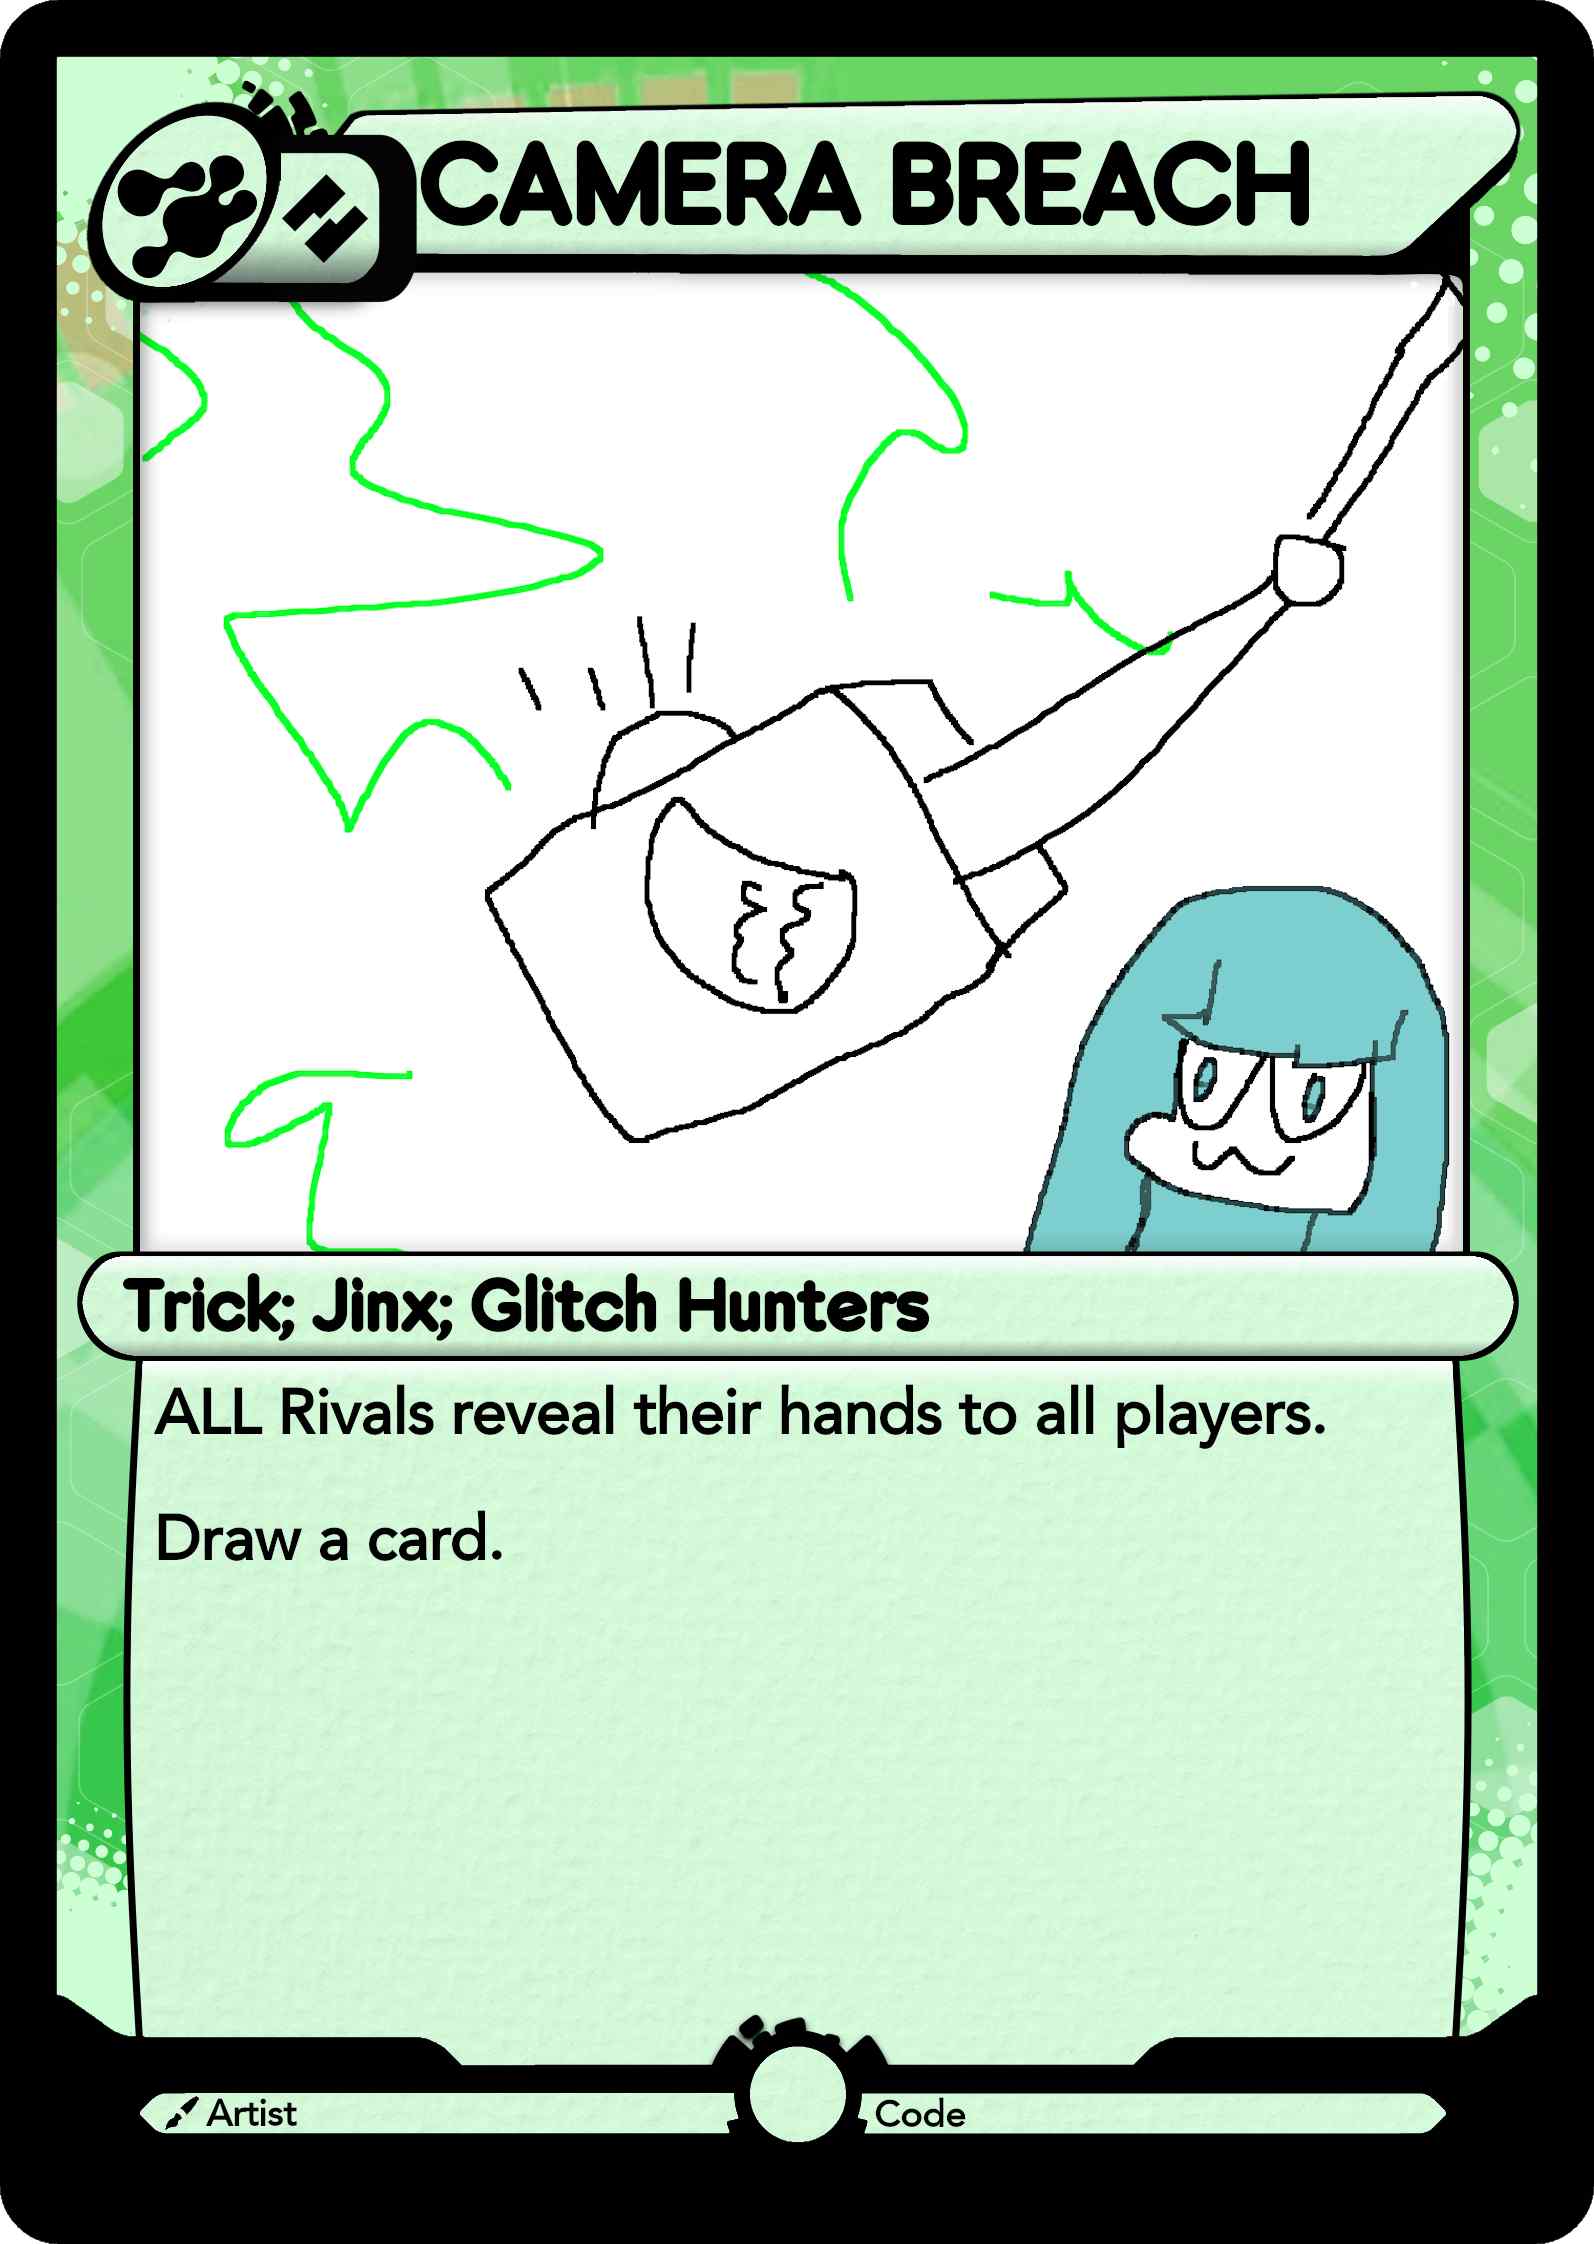 CAMERA BREACH
Trick; Jinx; Glitch Hunters
ALL Rivals reveal their hands to all players.
Draw a card.
Artist
Code